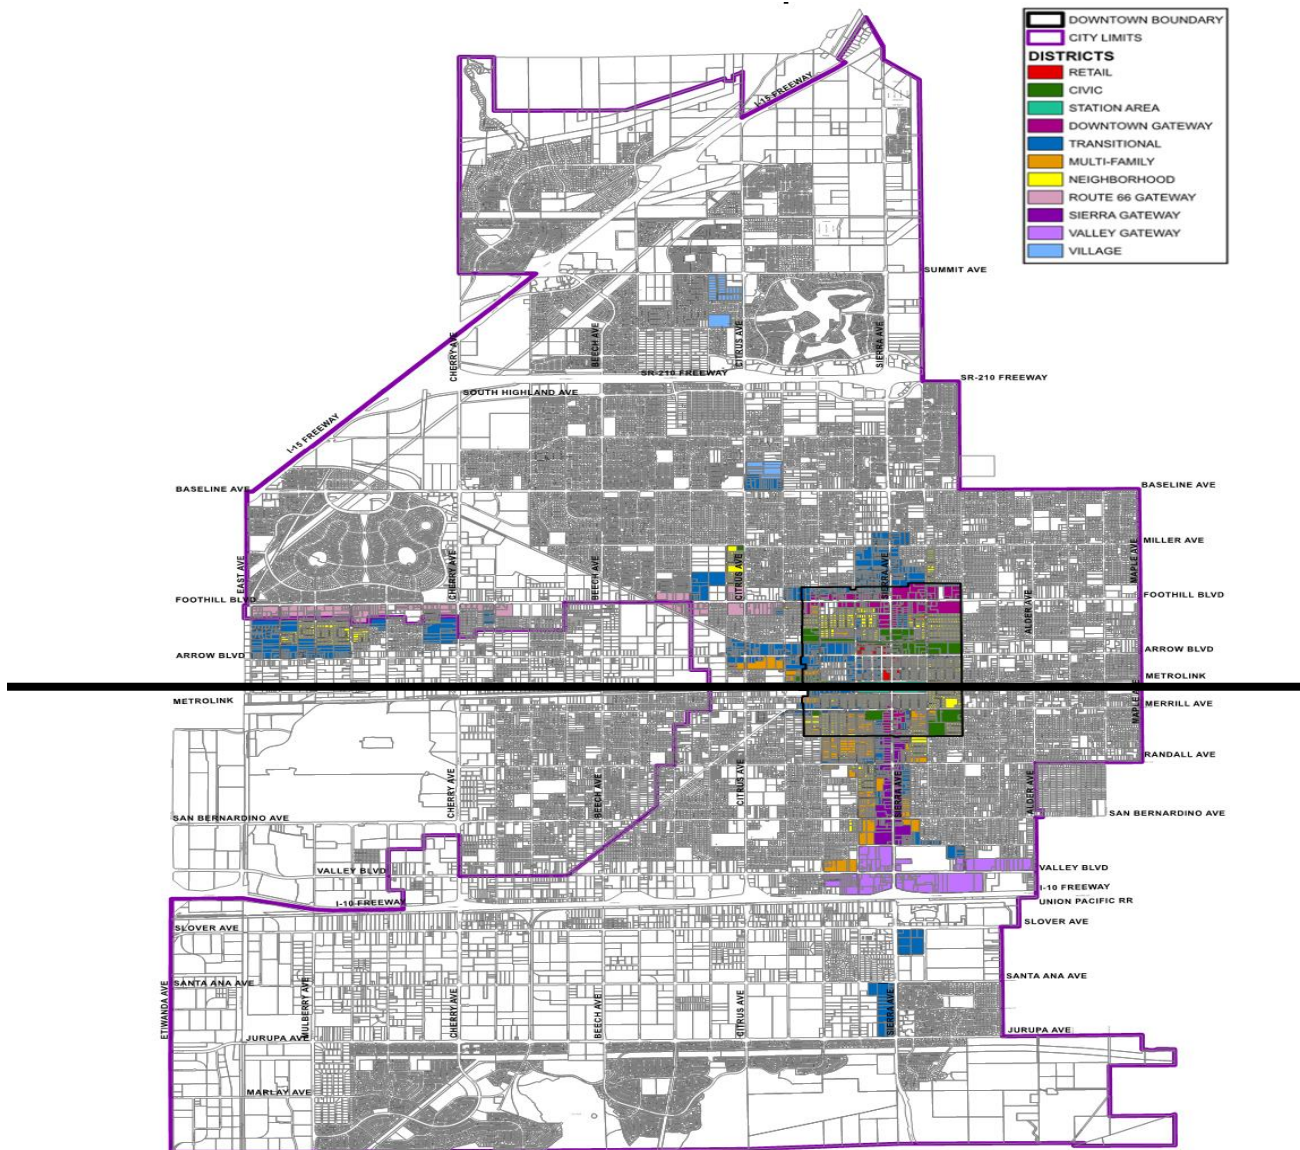 DOWNTOWN BOUNDARY
CITY LIMITS
DISTRICTS
RETAIL
CIVIC
STATION AREA
DOWNTOWN GATEWAY
TRANSITIONAL
MULTI-FAMILY
NEIGHBORHOOD
ROUTE 66 GATEWAY
SIERRA GATEWAY
VALLEY GATEWAY
VILLAGE
I-15 FREEWAY
SUMMIT AVE
CHERRY AVE
BEECH AVE
CITRUS AVE
SIERRA AVE
SR-210 FREEWAY
SR-210 FREEWAY
SOUTH HIGHLAND AVE
I-15 FREEWAY
BASELINE AVE
BASELINE AVE
MILLER AVE
EAST AVE
CHERRY AVE
BEECH AVE
CITRUS AVE
SIERRA AVE
ALDER AVE
MAPLE AVE
FOOTHILL BLVD
FOOTHILL BLVD
ARROW BLVD
ARROW BLVD
METROLINK
METROLINK
MERRILL AVE
MAPLE AVE
RANDALL AVE
CHERRY AVE
BEECH AVE
CITRUS AVE
SIERRA AVE
ALDER AVE
SAN BERNARDINO AVE
SAN BERNARDINO AVE
VALLEY BLVD
VALLEY BLVD
I-10 FREEWAY
I-10 FREEWAY
UNION PACIFIC RR
SLOVER AVE
SLOVER AVE
SANTA ANA AVE
SANTA ANA AVE
ETIWANDA AVE
MULBERRY AVE
CHERRY AVE
BEECH AVE
CITRUS AVE
SIERRA AVE
JURUPA AVE
JURUPA AVE
MARLAY AVE